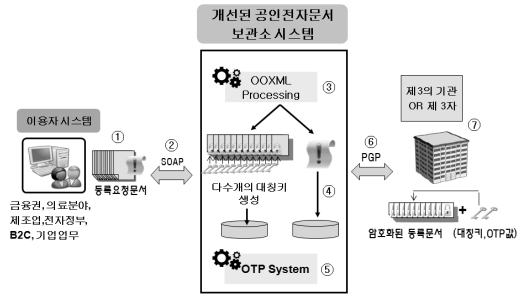 개선된 공인전자문서
보관소 시스템
OOXML
Processing
③
제3의 기관
OR 제 3자
이용자 시스템
①
②
SOAP
등록요청문서
금융권, 의료분야,
제조업,전자정부,
B2C, 기업업무
다수개의 대칭키
생성
④
⑥
PGP
⑦
+
암호화된 등록문서
(대칭키,OTP값)
OTP System
⑤